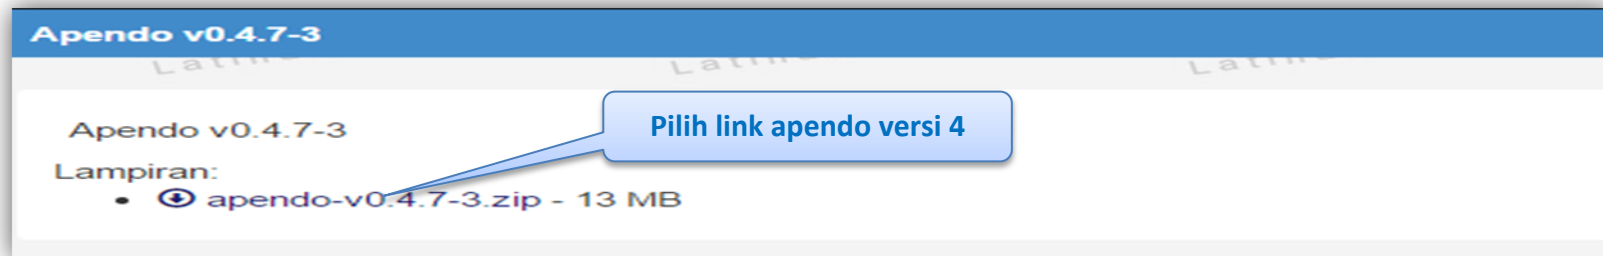 Apendo v0.4.7-3
Apendo v0.4.7-3
Pilih link apendo versi 4
Lampiran:
apendo-v0.4.7-3.zip - 13 MB